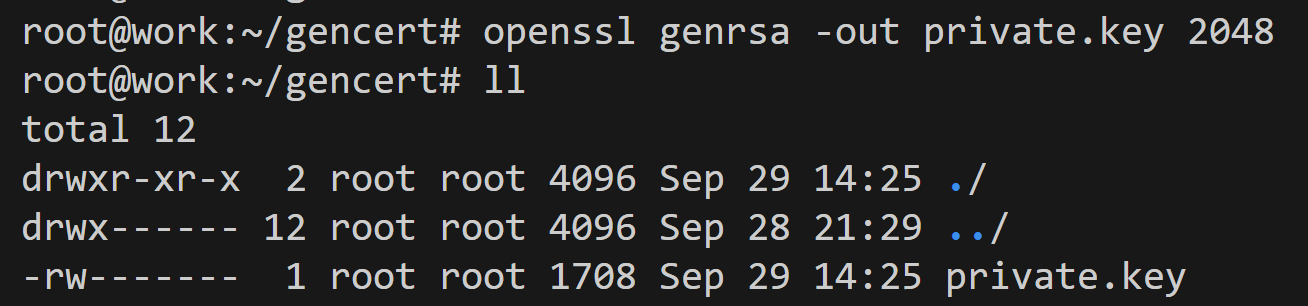 root@work:~/gencert# openssl genrsa -out private.key 2048
root@work:~/gencert# ll
total 12
drwxr-xr-x  2 root root 4096 Sep 29 14:25 ./
drwx------ 12 root root 4096 Sep 28 21:29 ../
-rw-------  1 root root 1708 Sep 29 14:25 private.key